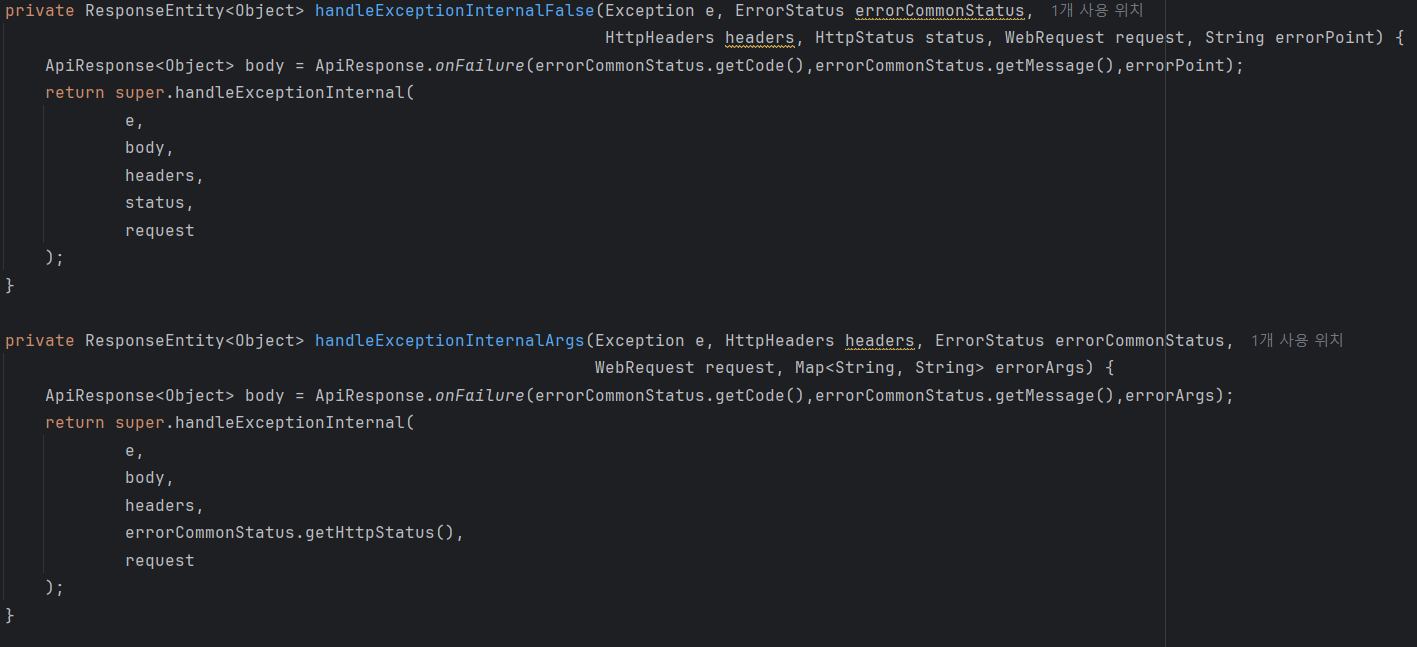 private ResponseEntity<Object> handleExceptionInternalFalse(Exception e, ErrorStatus errorCommonStatus, 1개 사용 위치
HttpHeaders headers, HttpStatus status, WebRequest request, String errorPoint) {
ApiResponse<Object> body = ApiResponse.onFailure(errorCommonStatus.getCode(),errorCommonStatus.getMessage(),errorPoint);
return super.handleExceptionInternal(
e,
body,
headers,
status,
request
);
}
private ResponseEntity<Object> handleExceptionInternalArgs(Exception e, HttpHeaders headers, ErrorStatus errorCommonStatus, 1개 사용 위치
WebRequest request, Map<String, String> errorArgs) {
ApiResponse<Object> body = ApiResponse.onFailure(errorCommonStatus.getCode(),errorCommonStatus.getMessage(),errorArgs);
return super.handleExceptionInternal(
e,
body,
headers,
errorCommonStatus.getHttpStatus(),
request
);
}